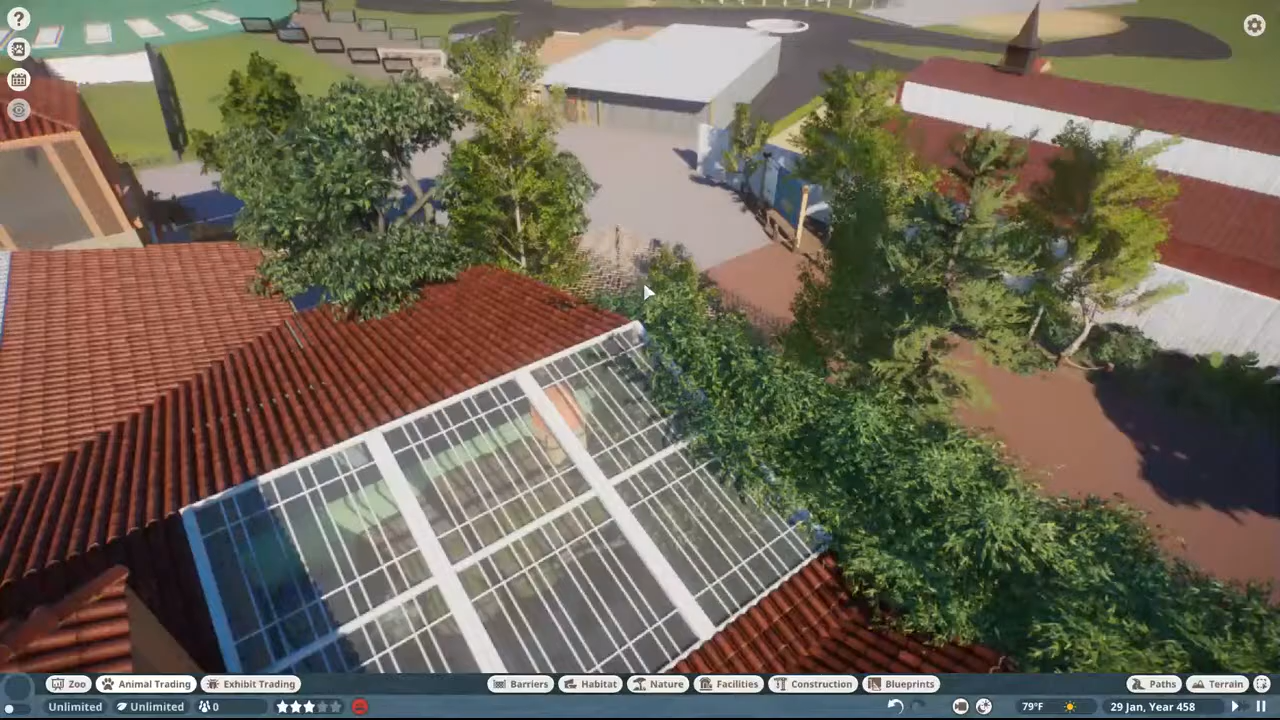 ?
Zoo
Animal Trading
Exhibit Trading
Barriers
Habitat
Nature
Facilities
Construction
Blueprints
Paths
Terrain
Unlimited
Unlimited
0
79°F
29 Jan, Year 458